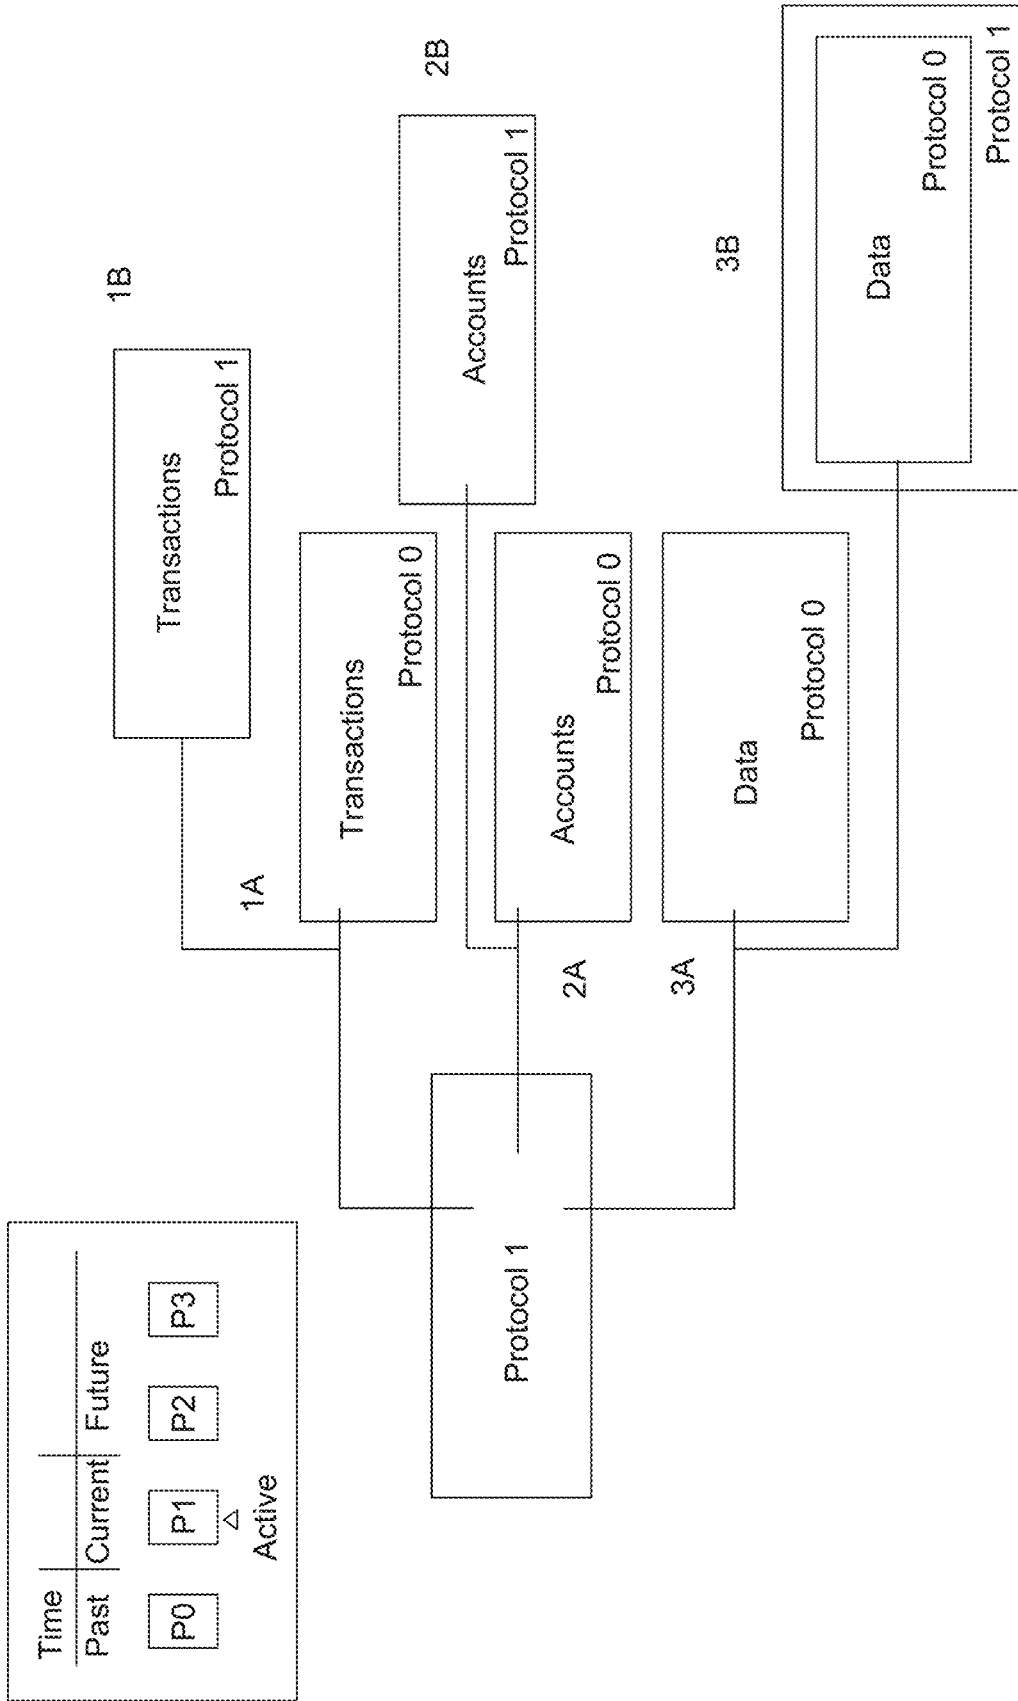 Time
Past Current Future
P0 P1 P2 P3
Active
Protocol 1
1A
Transactions
Protocol 0
1B
Transactions
Protocol 1
2A
Accounts
Protocol 0
2B
Accounts
Protocol 1
3A
Data
Protocol 0
3B
Data
Protocol 0
Protocol 1